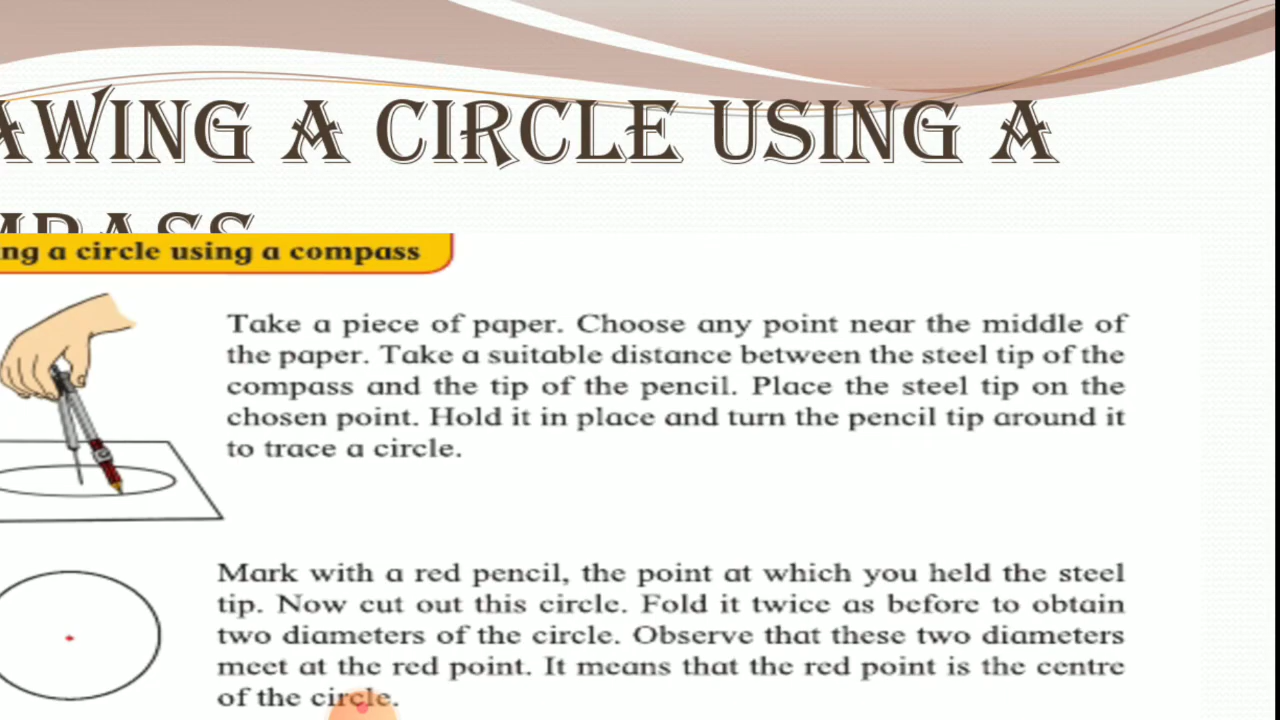 AWING A CIRCLE USING A
MPASS
ng a circle using a compass
Take a piece of paper. Choose any point near the middle of
the paper. Take a suitable distance between the steel tip of the
compass and the tip of the pencil. Place the steel tip on the
chosen point. Hold it in place and turn the pencil tip around it
to trace a circle.
Mark with a red pencil, the point at which you held the steel
tip. Now cut out this circle. Fold it twice as before to obtain
two diameters of the circle. Observe that these two diameters
meet at the red point. It means that the red point is the centre
of the circle.